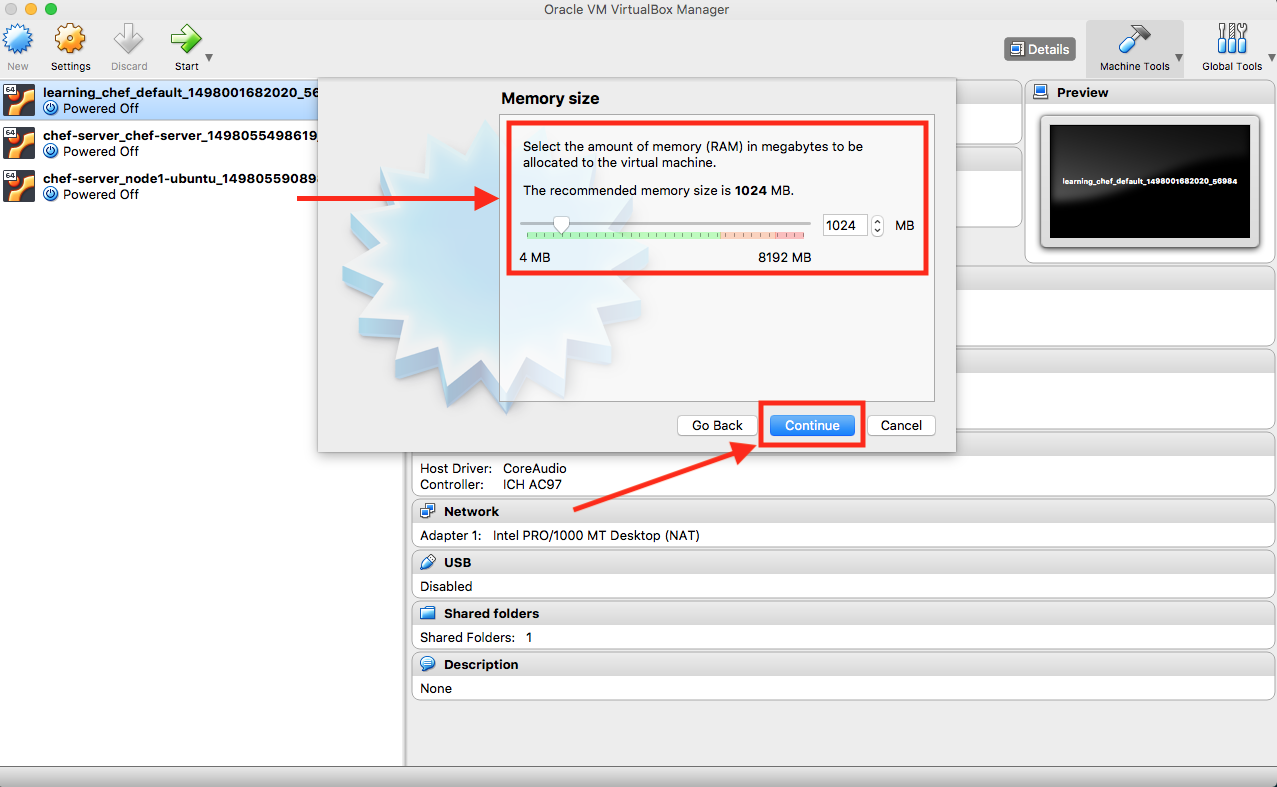 Oracle VM VirtualBox Manager
New
Settings
Discard
Start
Details
Machine Tools
Global Tools
64
learning_chef_default_1498001682020_56
Powered Off
64
chef-server_chef-server_1498055498619
Powered Off
64
chef-server_node1-ubuntu_14980559089
Powered Off
Memory size
Select the amount of memory (RAM) in megabytes to be
allocated to the virtual machine.
The recommended memory size is 1024 MB.
1024 MB
4 MB 8192 MB
Go Back Continue Cancel
Preview
learning_chef_default_1498001682020_56984
Host Driver: CoreAudio
Controller: ICH AC97
Network
Adapter 1: Intel PRO/1000 MT Desktop (NAT)
USB
Disabled
Shared folders
Shared Folders: 1
Description
None